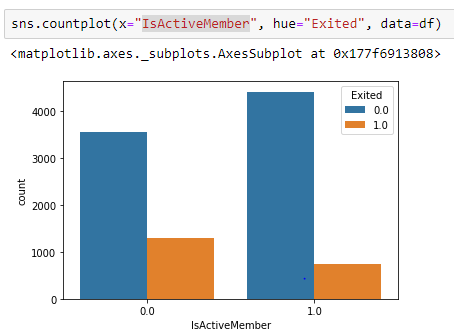 sns.countplot(x="IsActiveMember", hue="Exited", data=df)
<matplotlib.axes._subplots.AxesSubplot at 0x177f6913808>
Exited
0.0
1.0
4000
3000
2000
1000
0
count
0.0 1.0
IsActiveMember